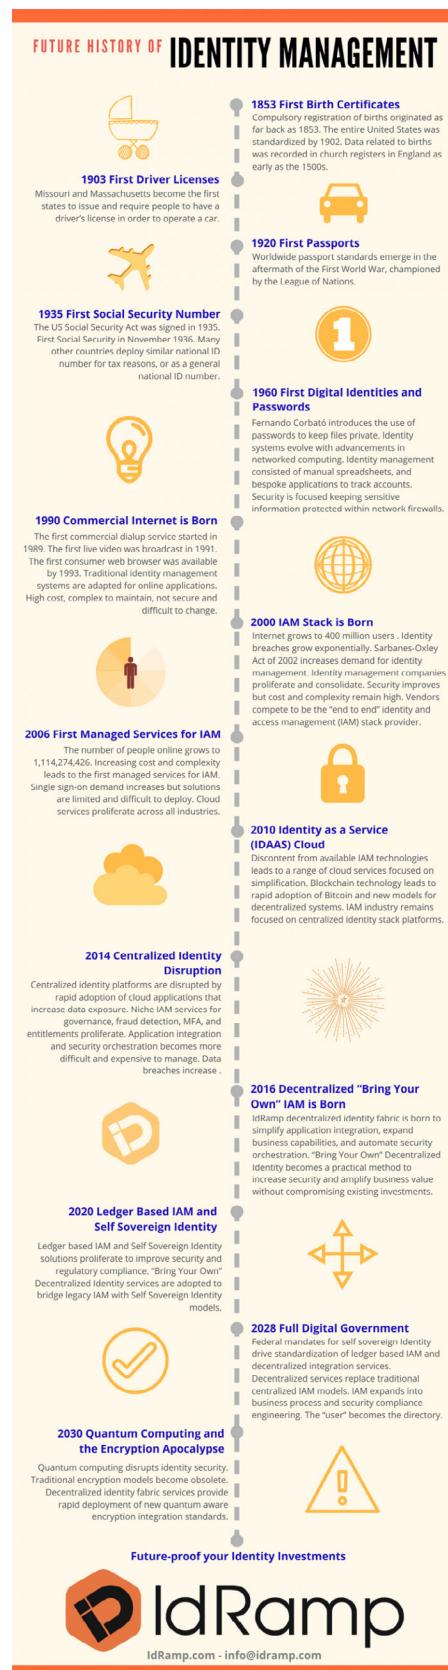 FUTURE HISTORY OF IDENTITY MANAGEMENT
1853 First Birth Certificates
Compulsory registration of births originated as
far back as 1853. The entire United States was
standardized by 1902. Data related to births
was recorded in church registers in England as
early as the 1500s.
1903 First Driver Licenses
Missouri and Massachusetts become the first
states to issue and require people to have a
driver's license in order to operate a car.
1920 First Passports
Worldwide passport standards emerge in the
aftermath of the First World War, championed
by the League of Nations.
1935 First Social Security Number
The US Social Security Act was signed in 1935.
First Social Security in November 1936. Many
other countries deploy similar national ID
number for tax reasons, or as a general
national ID number.
1
1960 First Digital Identities and
Passwords
Fernando Corbató introduces the use of
passwords to keep files private. Identity
systems evolve with advancements in
networked computing. Identity management
consisted of manual spreadsheets, and
bespoke applications to track accounts.
Security is focused keeping sensitive
information protected within network firewalls.
1990 Commercial Internet is Born
The first commercial dialup service started in
1989. The first live video was broadcast in 1991.
The first consumer web browser was available
by 1993. Traditional identity management
systems are adapted for online applications.
High cost, complex to maintain, not secure and
difficult to change.
2000 IAM Stack is Born
Internet grows to 400 million users . Identity
breaches grow exponentially. Sarbanes-Oxley
Act of 2002 increases demand for identity
management. Identity management companies
proliferate and consolidate. Security improves
but cost and complexity remain high. Vendors
compete to be the "end to end" identity and
access management (IAM) stack provider.
2006 First Managed Services for IAM
The number of people online grows to
1,114,274,426. Increasing cost and complexity
leads to the first managed services for IAM.
Single sign-on demand increases but solutions
are limited and difficult to deploy. Cloud
services proliferate across all industries.
2010 Identity as a Service
(IDAAS) Cloud
Discontent from available IAM technologies
leads to a range of cloud services focused on
simplification. Blockchain technology leads to
rapid adoption of Bitcoin and new models for
decentralized systems. IAM industry remains
focused on centralized identity stack platforms.
2014 Centralized Identity
Disruption
Centralized identity platforms are disrupted by
rapid adoption of cloud applications that
increase data exposure. Niche IAM services for
governance, fraud detection, MFA, and
entitlements proliferate. Application integration
and security orchestration becomes more
difficult and expensive to manage. Data
breaches increase .
2016 Decentralized "Bring Your
Own" IAM is Born
IdRamp decentralized identity fabric is born to
simplify application integration, expand
business capabilities, and automate security
orchestration. "Bring Your Own" Decentralized
Identity becomes a practical method to
increase security and amplify business value
without compromising existing investments.
2020 Ledger Based IAM and
Self Sovereign Identity
Ledger based IAM and Self Sovereign Identity
solutions proliferate to improve security and
regulatory compliance. "Bring Your Own"
Decentralized Identity services are adopted to
bridge legacy IAM with Self Sovereign Identity
models.
2028 Full Digital Government
Federal mandates for self sovereign Identity
drive standardization of ledger based IAM and
decentralized integration services.
Decentralized services replace traditional
centralized IAM models. IAM expands into
business process and security compliance
engineering. The "user" becomes the directory.
2030 Quantum Computing and
the Encryption Apocalypse
Quantum computing disrupts identity security.
Traditional encryption models become obsolete.
Decentralized identity fabric services provide
rapid deployment of new quantum aware
encryption integration standards.
Future-proof your Identity Investments
IdRamp
IdRamp.com - info@idramp.com